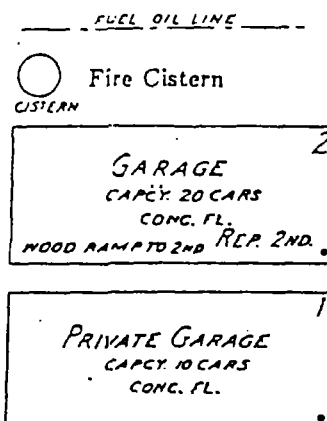 FUEL OIL LINE
Fire Cistern
CISTERN
2
GARAGE
CAPCY. 20 CARS
CONC. FL.
WOOD RAMP TO 2ND REP. 2ND.
1
PRIVATE GARAGE
CAPCY. 10 CARS
CONC. FL.